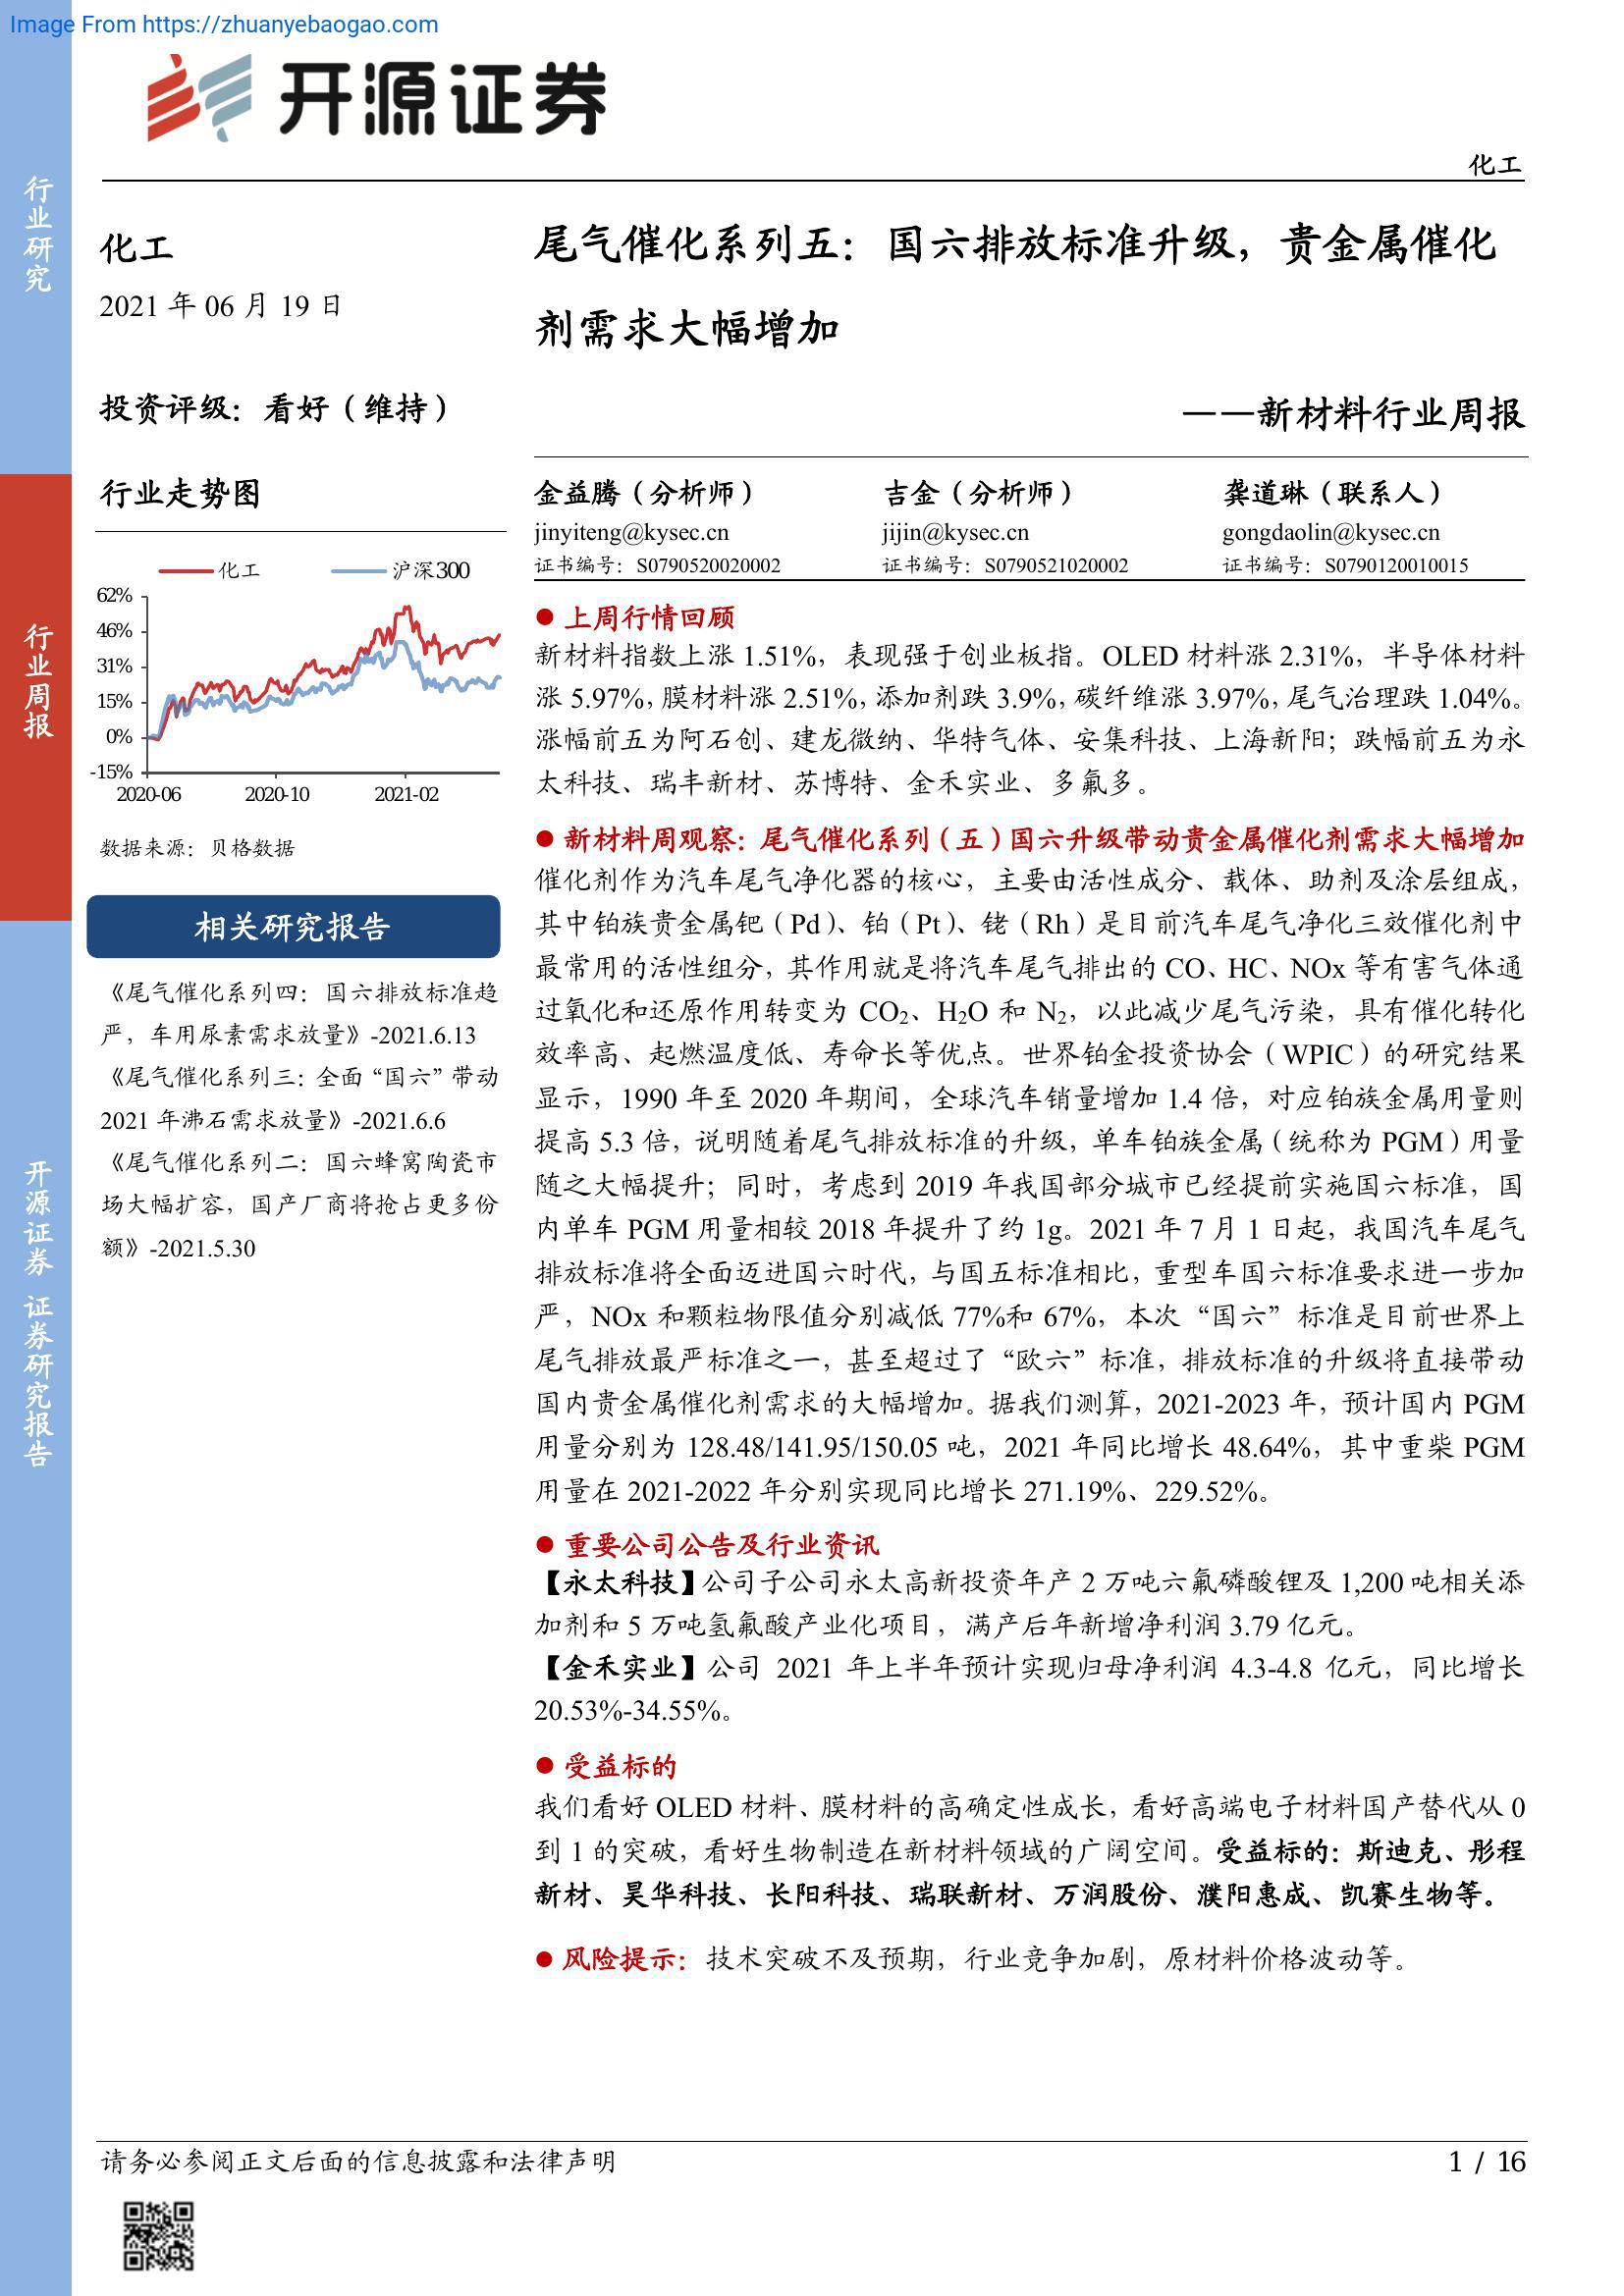 Image From https://zhuanyebaogao.com
开源证券
化工
行业研究
行业周报
开源证券 证券研究报告
化工
2021 年 06 月 19 日
投资评级：看好（维持）
行业走势图
化工 沪深300
62%
46%
31%
15%
0%
-15%
2020-06 2020-10 2021-02
数据来源：贝格数据
相关研究报告
《尾气催化系列四：国六排放标准趋
严，车用尿素需求放量》-2021.6.13
《尾气催化系列三：全面“国六”带动
2021 年沸石需求放量》-2021.6.6
《尾气催化系列二：国六蜂窝陶瓷市
场大幅扩容，国产厂商将抢占更多份
额》-2021.5.30
尾气催化系列五：国六排放标准升级，贵金属催化
剂需求大幅增加
——新材料行业周报
金益腾（分析师） 吉金（分析师） 龚道琳（联系人）
jinyiteng@kysec.cn jijin@kysec.cn gongdaolin@kysec.cn
证书编号：S0790520020002 证书编号：S0790521020002 证书编号：S0790120010015
● 上周行情回顾
新材料指数上涨 1.51%，表现强于创业板指。OLED 材料涨 2.31%，半导体材料
涨 5.97%，膜材料涨 2.51%，添加剂跌 3.9%，碳纤维涨 3.97%，尾气治理跌 1.04%。
涨幅前五为阿石创、建龙微纳、华特气体、安集科技、上海新阳；跌幅前五为永
太科技、瑞丰新材、苏博特、金禾实业、多氟多。
● 新材料周观察：尾气催化系列（五）国六升级带动贵金属催化剂需求大幅增加
催化剂作为汽车尾气净化器的核心，主要由活性成分、载体、助剂及涂层组成，
其中铂族贵金属钯（Pd）、铂（Pt）、铑（Rh）是目前汽车尾气净化三效催化剂中
最常用的活性组分，其作用就是将汽车尾气排出的 CO、HC、NOx 等有害气体通
过氧化和还原作用转变为 CO₂、H₂O 和 N₂，以此减少尾气污染，具有催化转化
效率高、起燃温度低、寿命长等优点。世界铂金投资协会（WPIC）的研究结果
显示，1990 年至 2020 年期间，全球汽车销量增加 1.4 倍，对应铂族金属用量则
提高 5.3 倍，说明随着尾气排放标准的升级，单车铂族金属（统称为 PGM）用量
随之大幅提升；同时，考虑到 2019 年我国部分城市已经提前实施国六标准，国
内单车 PGM 用量相较 2018 年提升了约 1g。2021 年 7 月 1 日起，我国汽车尾气
排放标准将全面迈进国六时代，与国五标准相比，重型车国六标准要求进一步加
严，NOx 和颗粒物限值分别减低 77%和 67%，本次“国六”标准是目前世界上
尾气排放最严标准之一，甚至超过了“欧六”标准，排放标准的升级将直接带动
国内贵金属催化剂需求的大幅增加。据我们测算，2021-2023 年，预计国内 PGM
用量分别为 128.48/141.95/150.05 吨，2021 年同比增长 48.64%，其中重柴 PGM
用量在 2021-2022 年分别实现同比增长 271.19%、229.52%。
● 重要公司公告及行业资讯
【永太科技】公司子公司永太高新投资年产 2 万吨六氟磷酸锂及 1,200 吨相关添
加剂和 5 万吨氢氟酸产业化项目，满产后年新增净利润 3.79 亿元。
【金禾实业】公司 2021 年上半年预计实现归母净利润 4.3-4.8 亿元，同比增长
20.53%-34.55%。
● 受益标的
我们看好 OLED 材料、膜材料的高确定性成长，看好高端电子材料国产替代从 0
到 1 的突破，看好生物制造在新材料领域的广阔空间。受益标的：斯迪克、彤程
新材、昊华科技、长阳科技、瑞联新材、万润股份、濮阳惠成、凯赛生物等。
● 风险提示：技术突破不及预期，行业竞争加剧，原材料价格波动等。
请务必参阅正文后面的信息披露和法律声明 1 / 16